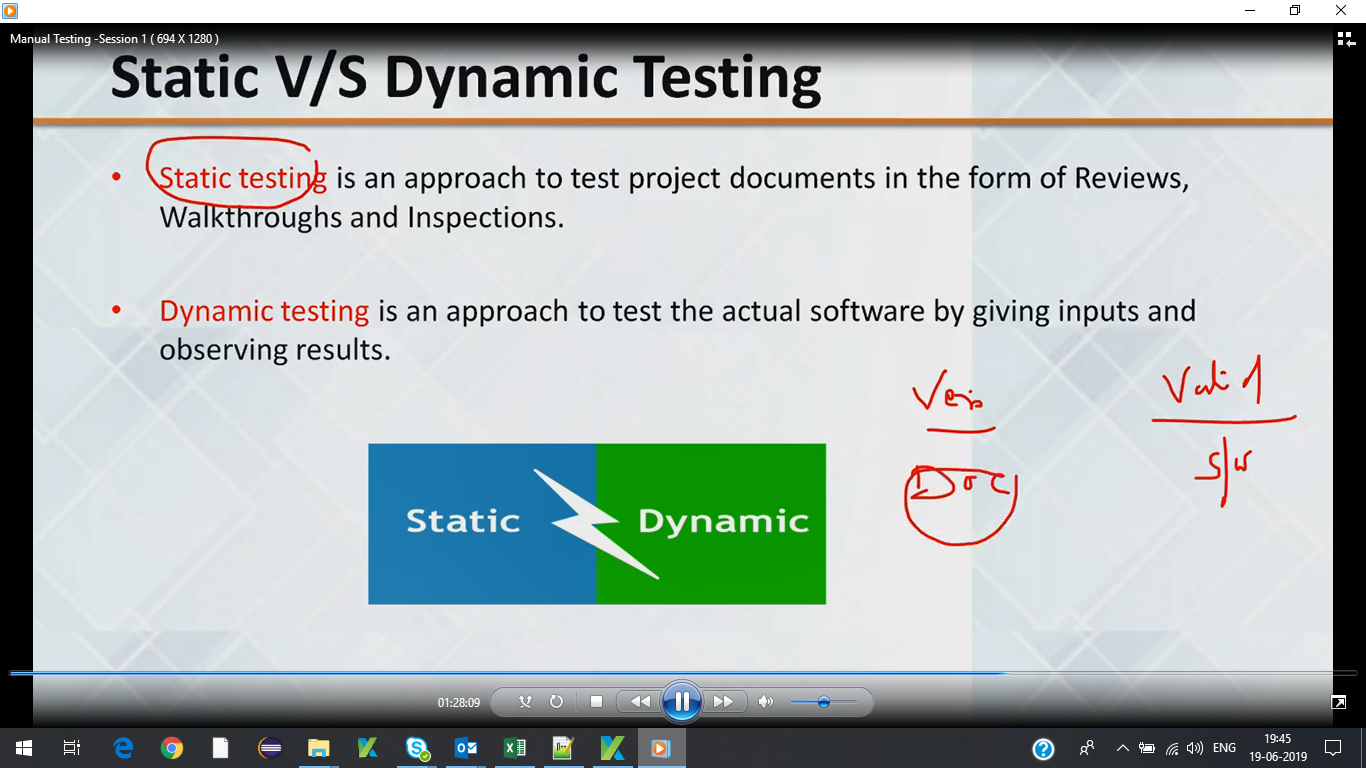 Manual Testing -Session 1 ( 694 X 1280 )
Static V/S Dynamic Testing
• Static testing is an approach to test project documents in the form of Reviews,
Walkthroughs and Inspections.
• Dynamic testing is an approach to test the actual software by giving inputs and
observing results.
Valid
DOC
S/W
Static Dynamic
01:28:09
ENG
19:45
19-06-2019